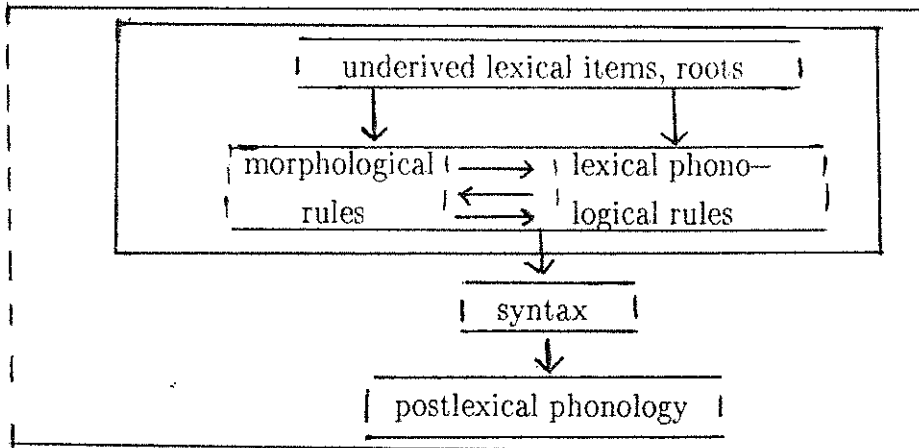 underived lexical items, roots
morphological
rules
lexical phono–
logical rules
syntax
postlexical phonology